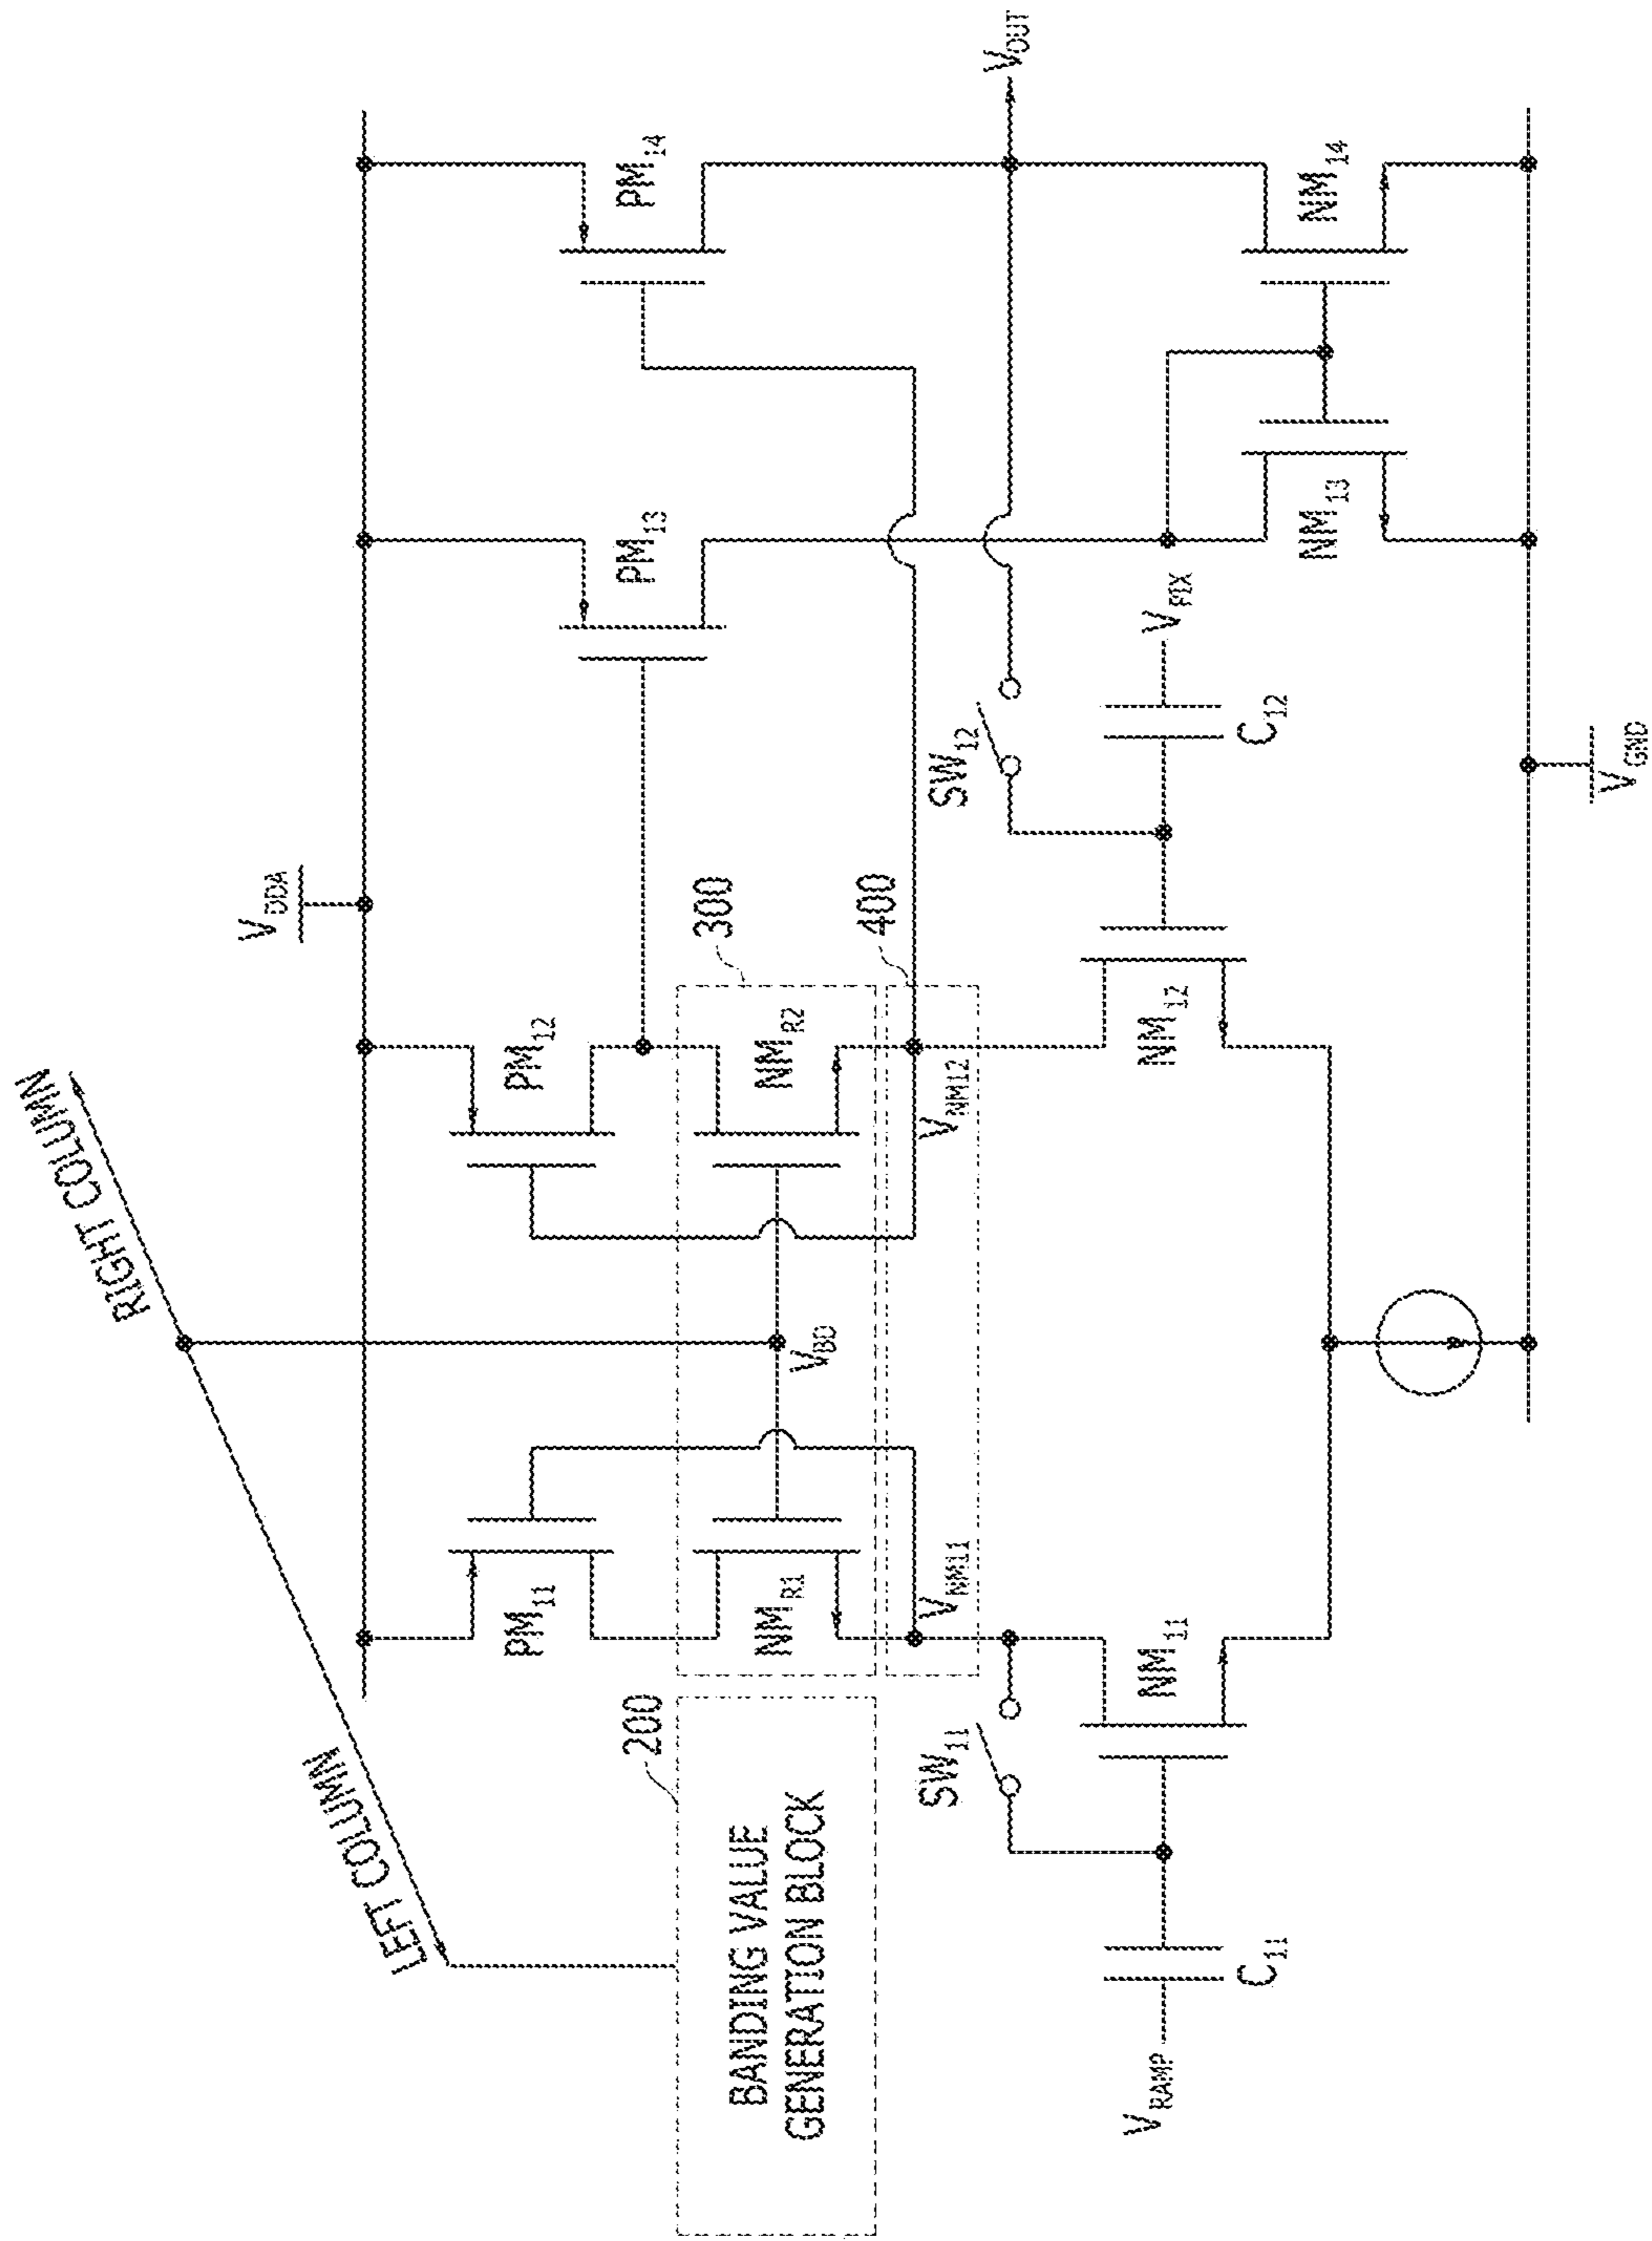 RIGHT COLUMN
LEFT COLUMN
V_DDA
PM_11
PM_12
PM_13
PM_14
200
BANDING VALUE
GENERATION BLOCK
300
NM_R1
V_BD
NM_R2
400
V_NM11
V_NM12
SW_11
SW_12
V_OUT
V_RAMP
C_11
NM_11
NM_12
C_12
V_PIX
NM_13
NM_14
V_GND